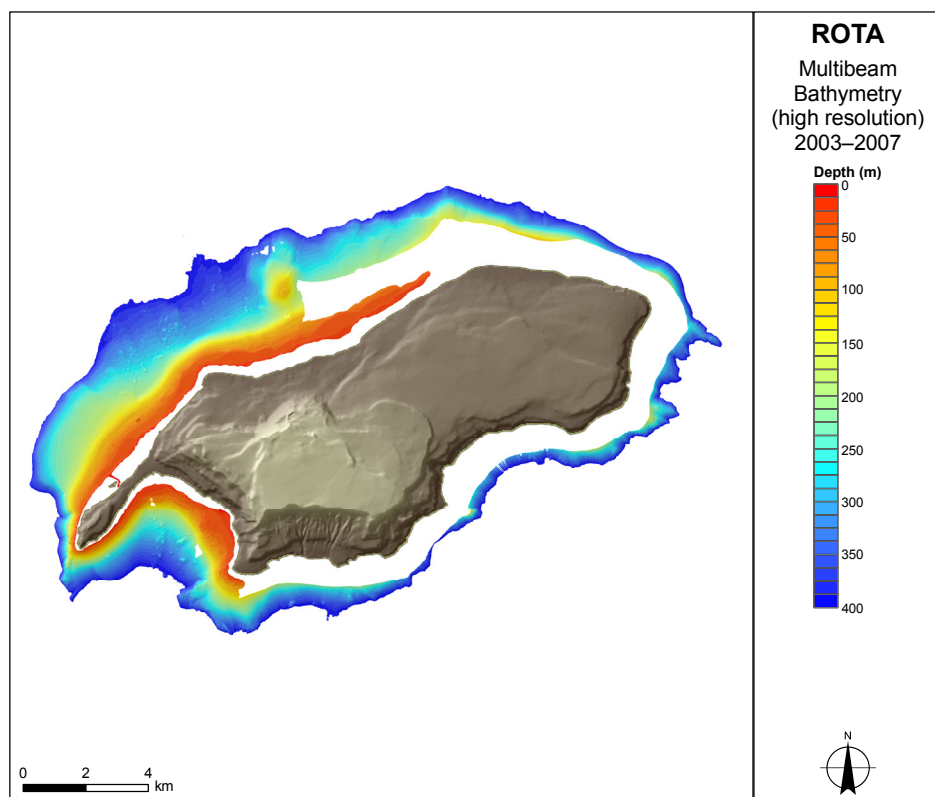 ROTA
Multibeam
Bathymetry
(high resolution)
2003–2007
Depth (m)
0
50
100
150
200
250
300
350
400
N
0 2 4
km